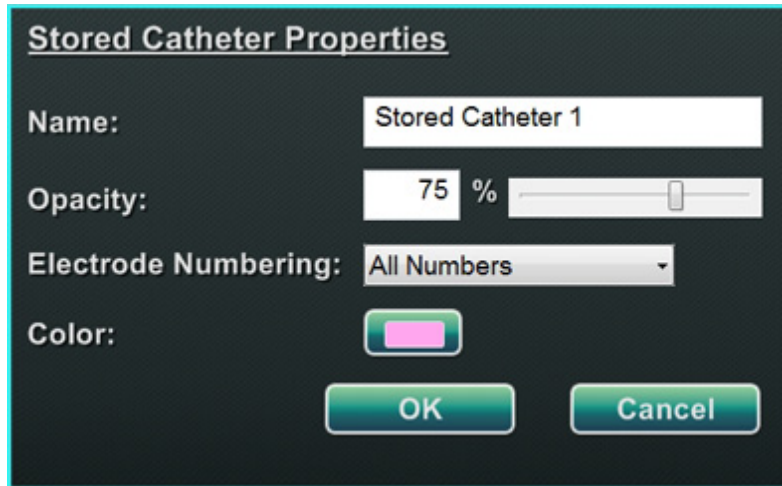 Stored Catheter Properties
Name: Stored Catheter 1
Opacity: 75 %
Electrode Numbering: All Numbers
Color:
OK Cancel